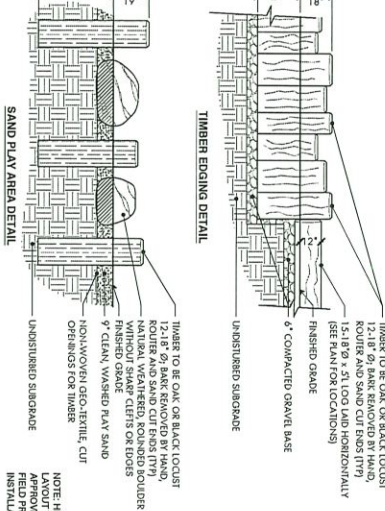 18"
TIMBER TO BE OAK OR BLACK LOCUST
12-18" Ø; BARK REMOVED BY HAND,
ROUTER AND SAND CUT ENDS (TYP)
15-18"Ø x 5'L LOG LAID HORIZONTALLY
(SEE PLAN FOR LOCATIONS)
FINISHED GRADE
12"
6" COMPACTED GRAVEL BASE
UNDISTURBED SUBGRADE
TIMBER EDGING DETAIL
19"
TIMBER TO BE OAK OR BLACK LOCUST
12-18" Ø; BARK REMOVED BY HAND,
ROUTER AND SAND CUT ENDS (TYP)
NATURAL WEATHERED, ROUNDED BOULDER
WITHOUT SHARP CLEFTS OR EDGES
FINISHED GRADE
9" CLEAN, WASHED PLAY SAND
NON-WOVEN GEO-TEXTILE, CUT
OPENINGS FOR TIMBER
UNDISTURBED SUBGRADE
SAND PLAY AREA DETAIL
NOTE: H
LAYOUT
APPROV
FIELD PR
INSTALL